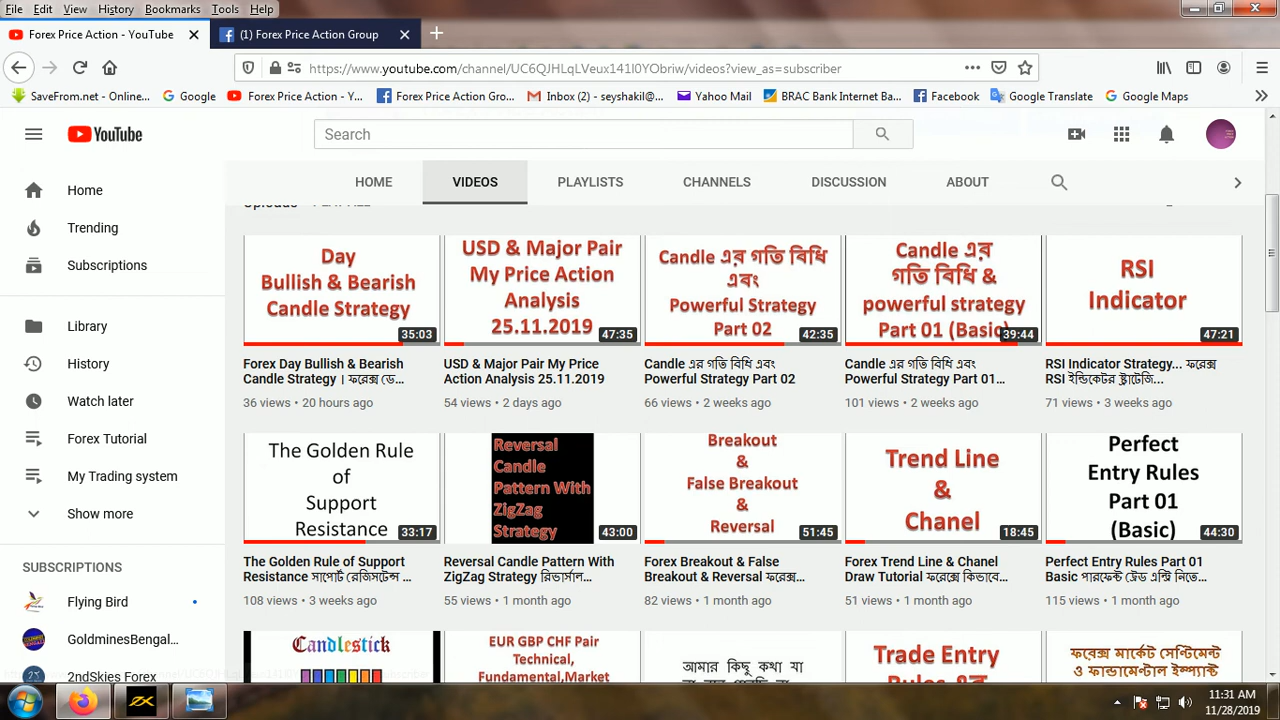 File Edit View History Bookmarks Tools Help
Forex Price Action - YouTube
(1) Forex Price Action Group
https://www.youtube.com/channel/UC6QJHLqLVeux141I0YObriw/videos?view_as=subscriber
SaveFrom.net - Online...
Google
Forex Price Action - Y...
Forex Price Action Gro...
Inbox (2) - seyshakil@...
Yahoo Mail
BRAC Bank Internet Ba...
Facebook
Google Translate
Google Maps
YouTube
Search
HOME
VIDEOS
PLAYLISTS
CHANNELS
DISCUSSION
ABOUT
Home
Trending
Subscriptions
Library
History
Watch later
Forex Tutorial
My Trading system
Show more
SUBSCRIPTIONS
Flying Bird
GoldminesBengal...
2ndSkies Forex
Uploads PLAY ALL
Day
Bullish & Bearish
Candle Strategy
35:03
Forex Day Bullish & Bearish
Candle Strategy । ফরেক্স ডে...
36 views • 20 hours ago
USD & Major Pair
My Price Action
Analysis
25.11.2019
47:35
USD & Major Pair My Price
Action Analysis 25.11.2019
54 views • 2 days ago
Candle এর গতি বিধি
এবং
Powerful Strategy
Part 02
42:35
Candle এর গতি বিধি এবং
Powerful Strategy Part 02
66 views • 2 weeks ago
Candle এর
গতি বিধি &
powerful strategy
Part 01 (Basic)
39:44
Candle এর গতি বিধি এবং
Powerful Strategy Part 01...
101 views • 2 weeks ago
RSI
Indicator
47:21
RSI Indicator Strategy... ফরেক্স
RSI ইন্ডিকেটর স্ট্রাটেজি...
71 views • 3 weeks ago
The Golden Rule
of
Support
Resistance
33:17
The Golden Rule of Support
Resistance সাপোর্ট রেজিসটেন্স ...
108 views • 3 weeks ago
Reversal
Candle
Pattern With
ZigZag
Strategy
43:00
Reversal Candle Pattern With
ZigZag Strategy রিভার্সাল...
55 views • 1 month ago
Breakout
&
False Breakout
&
Reversal
51:45
Forex Breakout & False
Breakout & Reversal ফরেক্স...
82 views • 1 month ago
Trend Line
&
Chanel
18:45
Forex Trend Line & Chanel
Draw Tutorial ফরেক্সে কিভাবে...
51 views • 1 month ago
Perfect
Entry Rules
Part 01
(Basic)
44:30
Perfect Entry Rules Part 01
Basic পারফেক্ট ট্রেড এন্ট্রি নিতে...
115 views • 1 month ago
Candlestick
EUR GBP CHF Pair
Technical,
Fundamental,Market
আমার কিছু কথা যা
Trade Entry
Rules এর
ফরেক্স মার্কেট সেন্টিমেন্ট
ও ফান্ডামেন্টাল ইম্প্যাক্ট
11:31 AM
11/28/2019